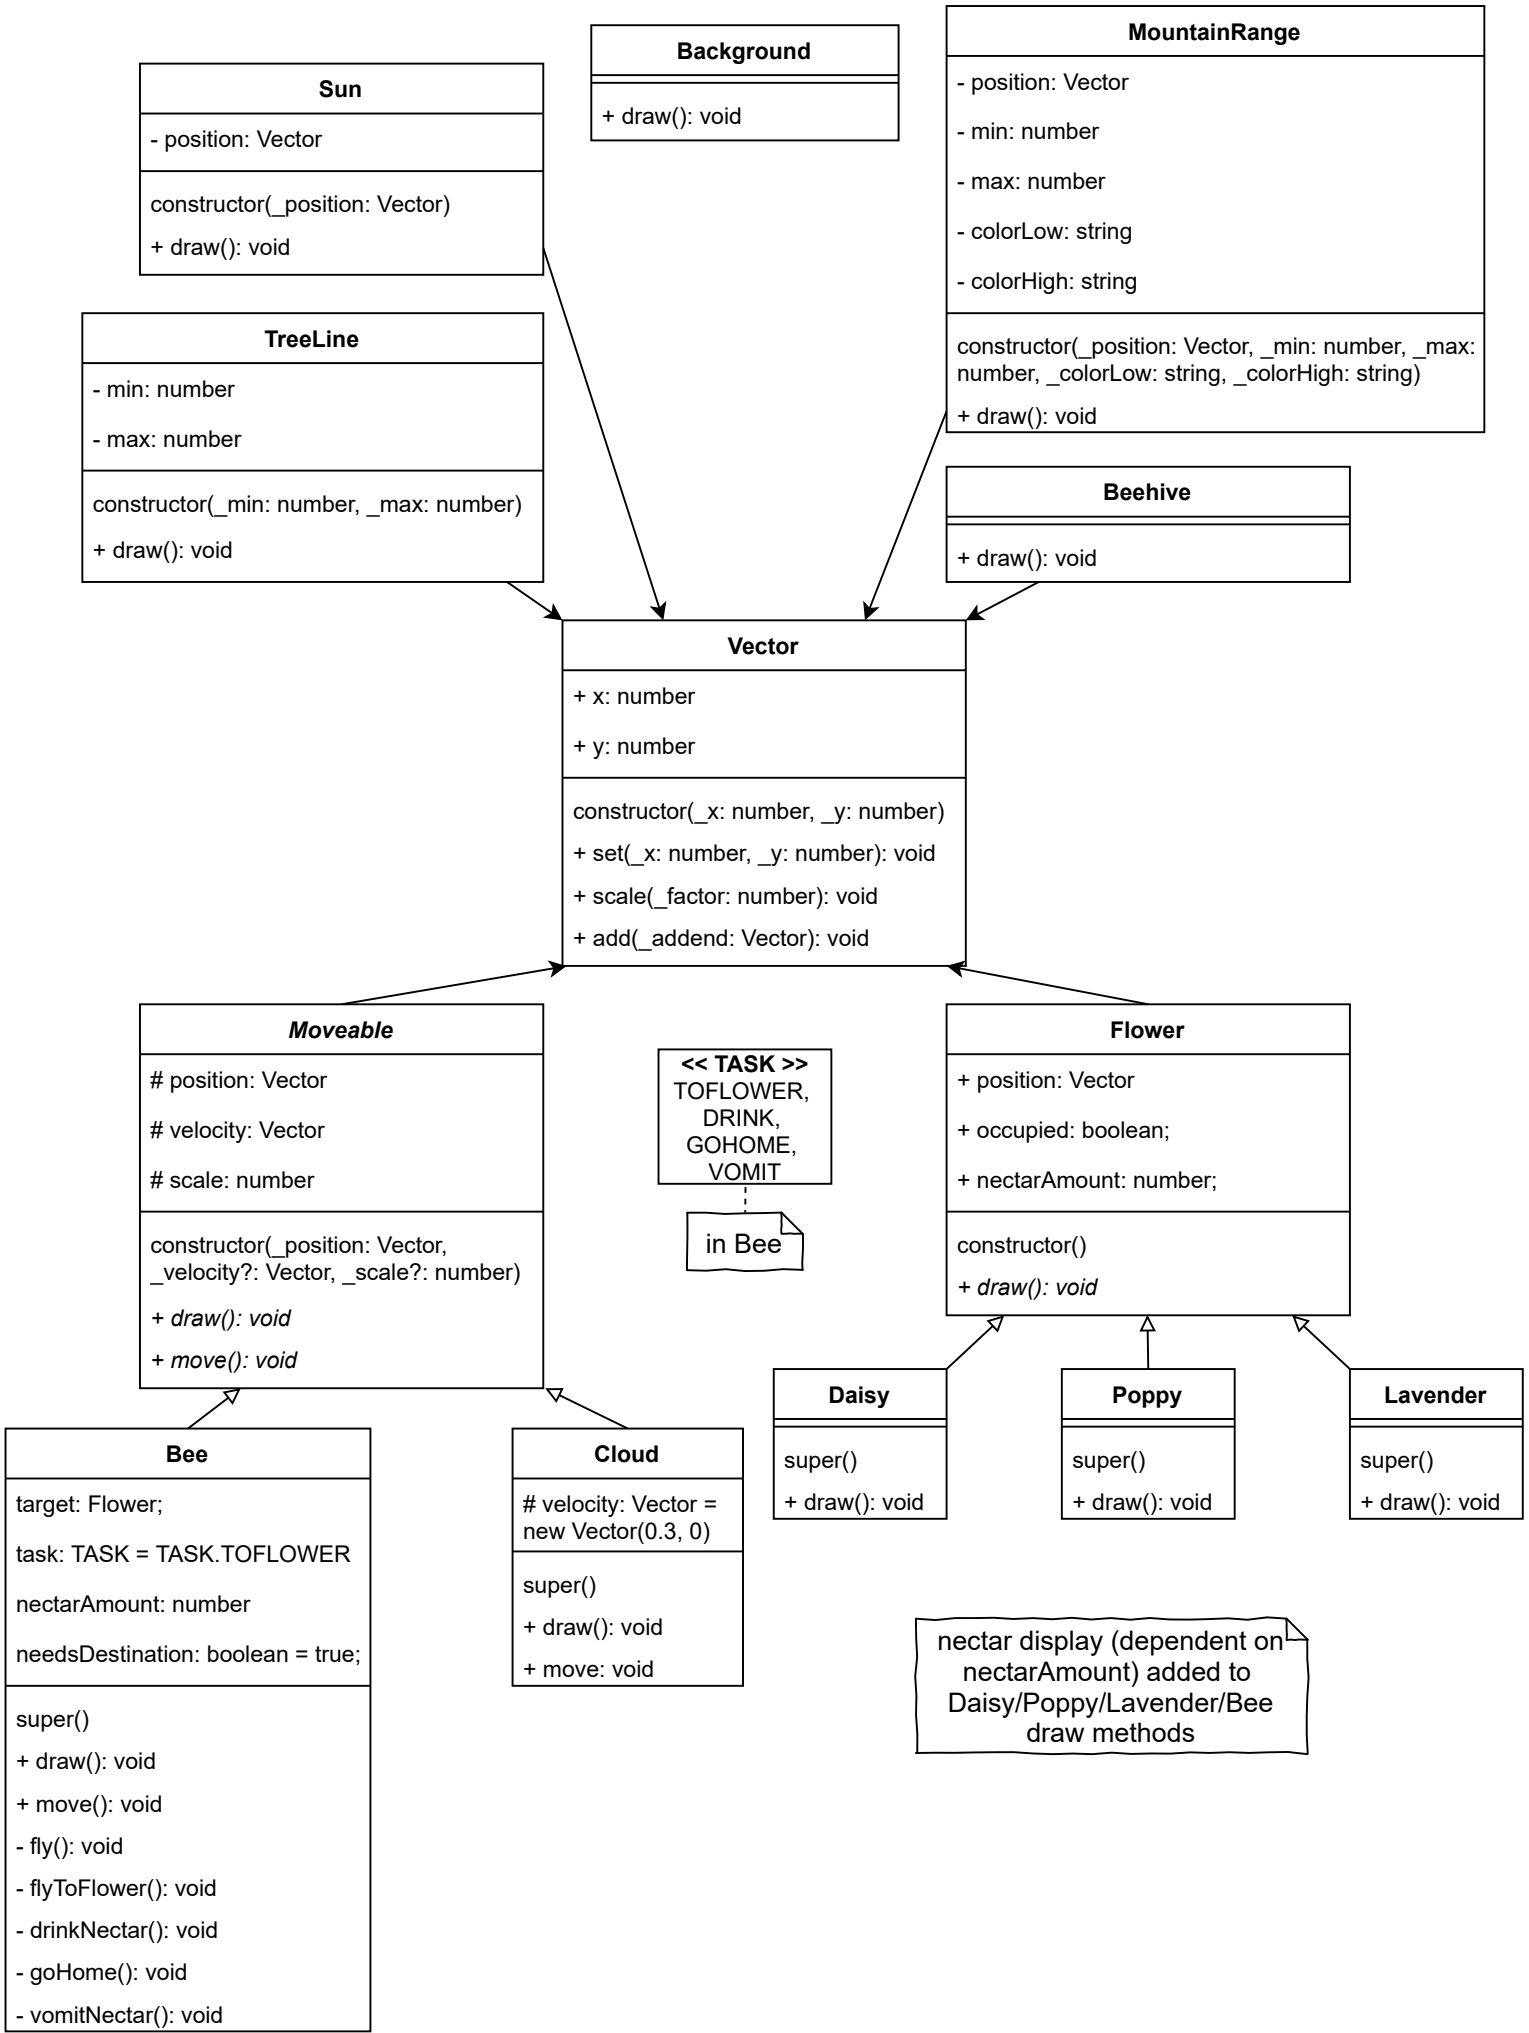 Sun
- position: Vector
constructor(_position: Vector)
+ draw(): void
Background
+ draw(): void
MountainRange
- position: Vector
- min: number
- max: number
- colorLow: string
- colorHigh: string
constructor(_position: Vector, _min: number, _max:
number, _colorLow: string, _colorHigh: string)
+ draw(): void
TreeLine
- min: number
- max: number
constructor(_min: number, _max: number)
+ draw(): void
Beehive
+ draw(): void
Vector
+ x: number
+ y: number
constructor(_x: number, _y: number)
+ set(_x: number, _y: number): void
+ scale(_factor: number): void
+ add(_addend: Vector): void
Moveable
# position: Vector
# velocity: Vector
# scale: number
constructor(_position: Vector,
_velocity?: Vector, _scale?: number)
+ draw(): void
+ move(): void
<< TASK >>
TOFLOWER,
DRINK,
GOHOME,
VOMIT
in Bee
Flower
+ position: Vector
+ occupied: boolean;
+ nectarAmount: number;
constructor()
+ draw(): void
Bee
target: Flower;
task: TASK = TASK.TOFLOWER
nectarAmount: number
needsDestination: boolean = true;
super()
+ draw(): void
+ move(): void
- fly(): void
- flyToFlower(): void
- drinkNectar(): void
- goHome(): void
- vomitNectar(): void
Cloud
# velocity: Vector =
new Vector(0.3, 0)
super()
+ draw(): void
+ move: void
Daisy
super()
+ draw(): void
Poppy
super()
+ draw(): void
Lavender
super()
+ draw(): void
nectar display (dependent on
nectarAmount) added to
Daisy/Poppy/Lavender/Bee
draw methods